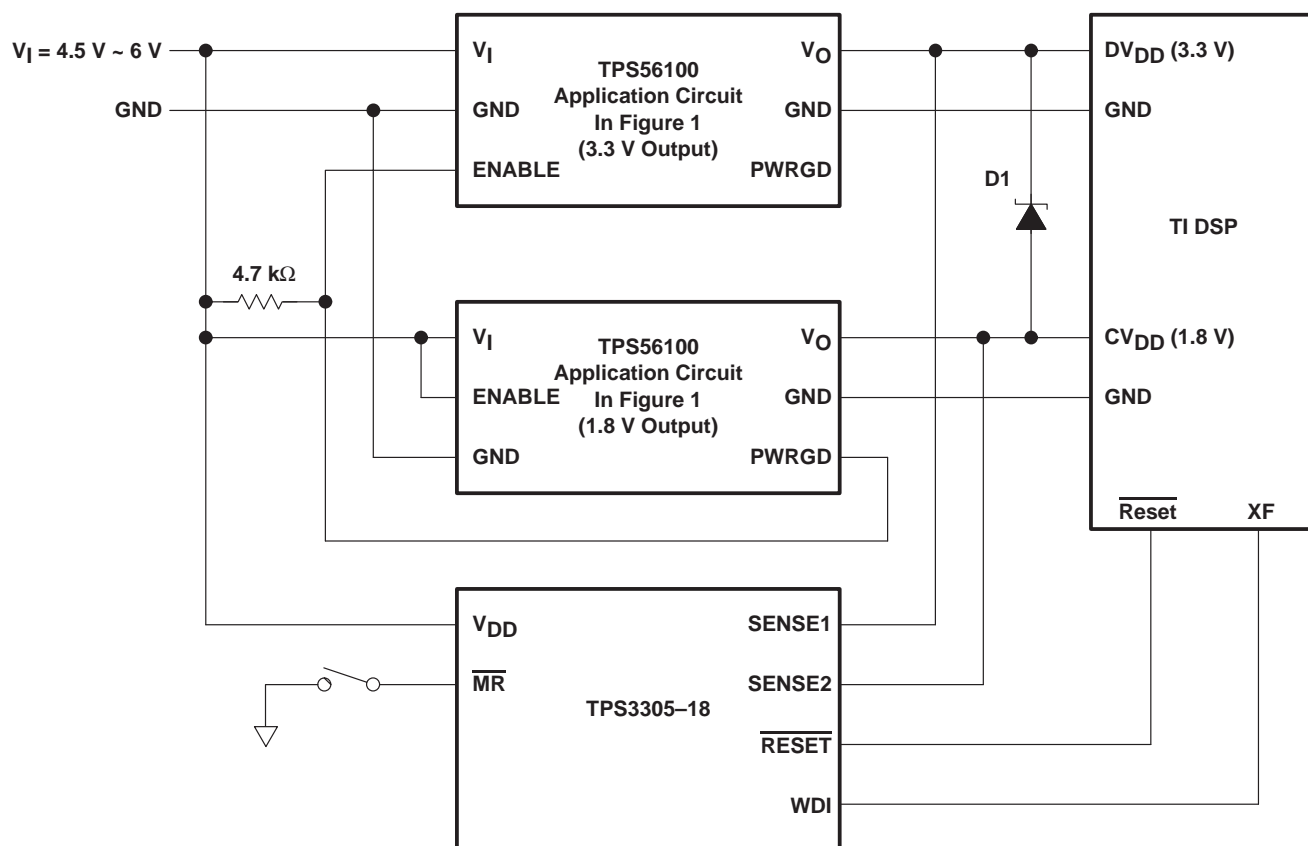 V_I = 4.5 V ~ 6 V
GND
V_I
GND
ENABLE
TPS56100
Application Circuit
In Figure 1
(3.3 V Output)
V_O
GND
PWRGD
DV_DD (3.3 V)
GND
D1
TI DSP
4.7 kΩ
V_I
ENABLE
GND
TPS56100
Application Circuit
In Figure 1
(1.8 V Output)
V_O
GND
PWRGD
CV_DD (1.8 V)
GND
Reset
XF
V_DD
MR
TPS3305–18
SENSE1
SENSE2
RESET
WDI